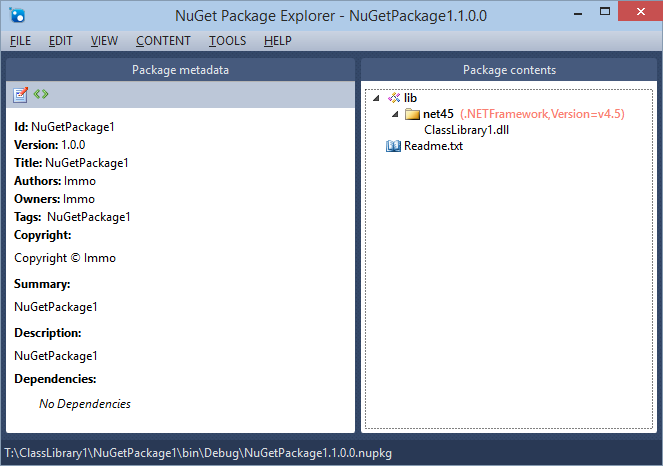 NuGet Package Explorer - NuGetPackage1.1.0.0
FILE EDIT VIEW CONTENT TOOLS HELP
Package metadata
Id: NuGetPackage1
Version: 1.0.0
Title: NuGetPackage1
Authors: Immo
Owners: Immo
Tags: NuGetPackage1
Copyright:
Copyright © Immo
Summary:
NuGetPackage1
Description:
NuGetPackage1
Dependencies:
No Dependencies
Package contents
lib
net45 (.NETFramework,Version=v4.5)
ClassLibrary1.dll
Readme.txt
T:\ClassLibrary1\NuGetPackage1\bin\Debug\NuGetPackage1.1.0.0.nupkg